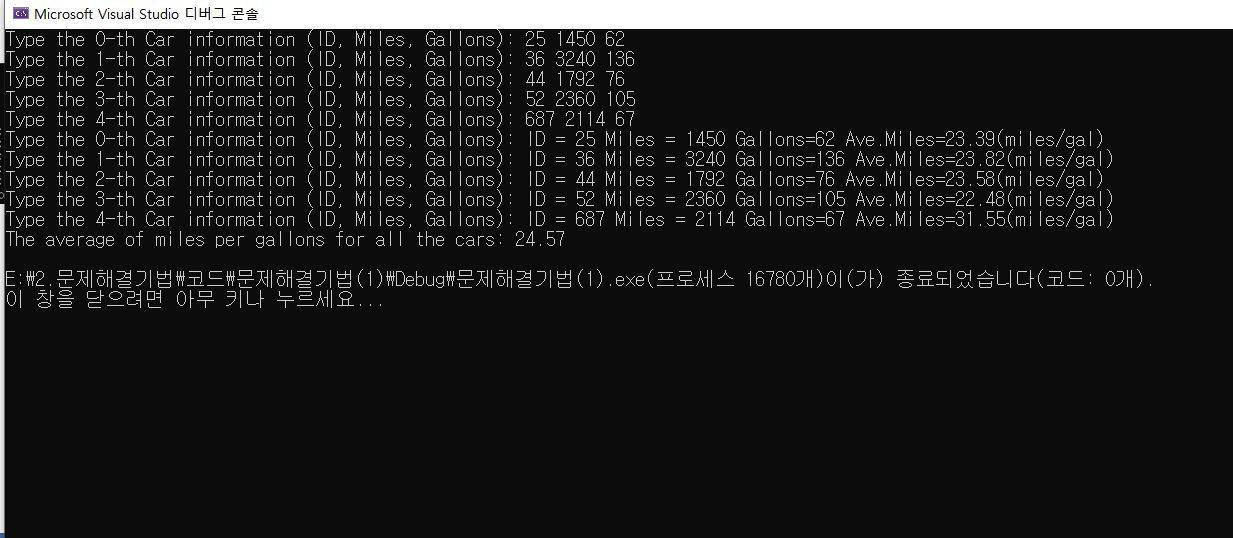 Microsoft Visual Studio 디버그 콘솔
Type the 0-th Car information (ID, Miles, Gallons): 25 1450 62
Type the 1-th Car information (ID, Miles, Gallons): 36 3240 136
Type the 2-th Car information (ID, Miles, Gallons): 44 1792 76
Type the 3-th Car information (ID, Miles, Gallons): 52 2360 105
Type the 4-th Car information (ID, Miles, Gallons): 687 2114 67
Type the 0-th Car information (ID, Miles, Gallons): ID = 25 Miles = 1450 Gallons=62 Ave.Miles=23.39(miles/gal)
Type the 1-th Car information (ID, Miles, Gallons): ID = 36 Miles = 3240 Gallons=136 Ave.Miles=23.82(miles/gal)
Type the 2-th Car information (ID, Miles, Gallons): ID = 44 Miles = 1792 Gallons=76 Ave.Miles=23.58(miles/gal)
Type the 3-th Car information (ID, Miles, Gallons): ID = 52 Miles = 2360 Gallons=105 Ave.Miles=22.48(miles/gal)
Type the 4-th Car information (ID, Miles, Gallons): ID = 687 Miles = 2114 Gallons=67 Ave.Miles=31.55(miles/gal)
The average of miles per gallons for all the cars: 24.57
E:₩2.문제해결기법₩코드₩문제해결기법(1)₩Debug₩문제해결기법(1).exe(프로세스 16780개)이(가) 종료되었습니다(코드: 0개).
이 창을 닫으려면 아무 키나 누르세요...